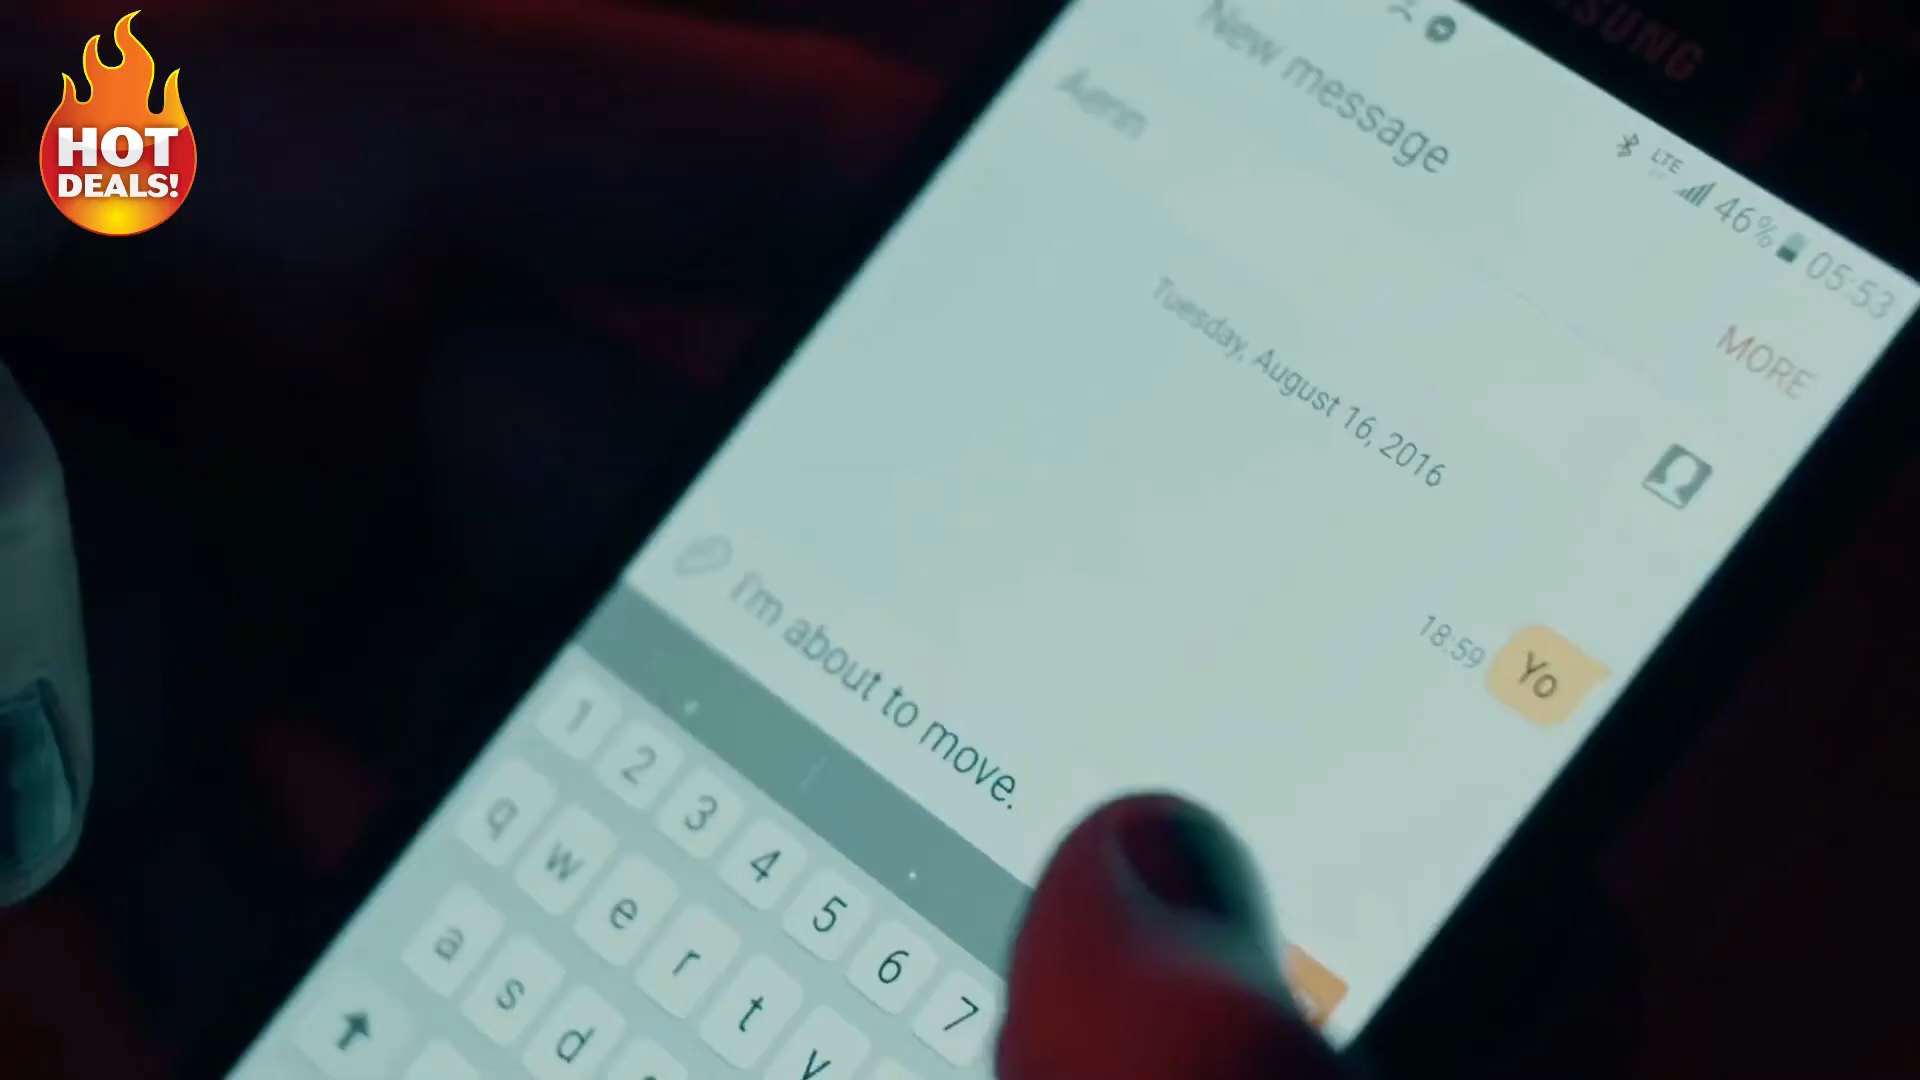 HOT
DEALS!
SAMSUNG
LTE
46%
05:53
New message
MORE
Tuesday, August 16, 2016
18:59
Yo
I'm about to move.
1 2 3 4 5 6 7
q w e r t y
a s d